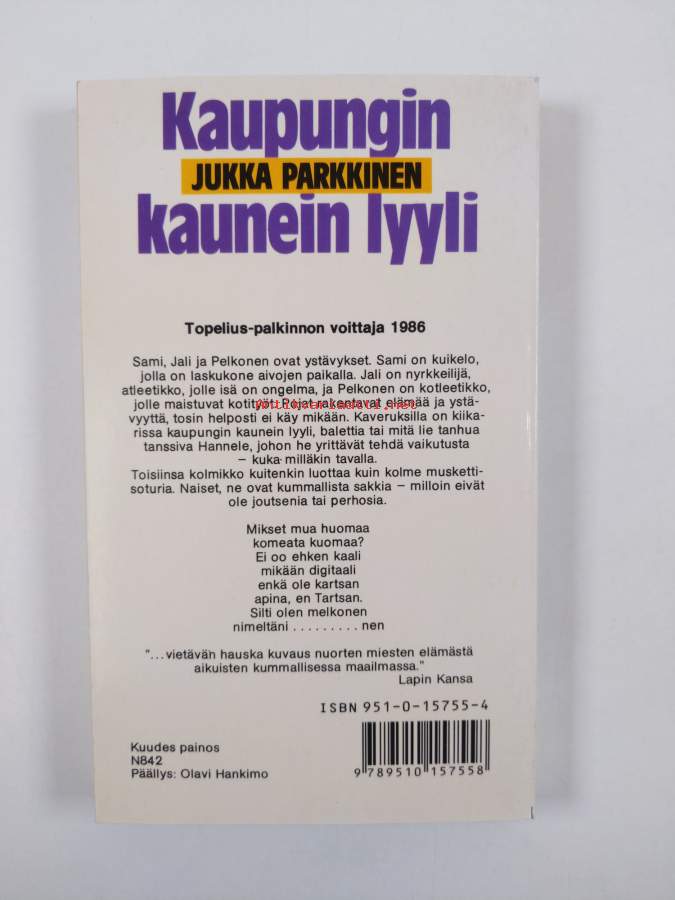 Kaupungin
JUKKA PARKKINEN
kaunein lyyli
Topelius-palkinnon voittaja 1986
Sami, Jali ja Pelkonen ovat ystävykset. Sami on kuikelo,
jolla on laskukone aivojen paikalla. Jali on nyrkkeilijä,
atleetikko, jolle isä on ongelma, ja Pelkonen on kotleetikko,
jolle maistuvat kotityöt. Pojat rakentavat elämää ja ystä-
vyyttä, tosin helposti ei käy mikään. Kaveruksilla on kiika-
rissa kaupungin kaunein lyyli, balettia tai mitä lie tanhua
tanssiva Hannele, johon he yrittävät tehdä vaikutusta
– kuka milläkin tavalla.
Toisiinsa kolmikko kuitenkin luottaa kuin kolme musketti-
soturia. Naiset, ne ovat kummallista sakkia – milloin eivät
ole joutsenia tai perhosia.
Mikset mua huomaa
komeata kuomaa?
Ei oo ehken kaali
mikään digitaali
enkä ole kartsan
apina, en Tartsan.
Silti olen melkonen
nimeltäni . . . . . . . . . nen
"...vietävän hauska kuvaus nuorten miesten elämästä
aikuisten kummallisessa maailmassa."
Lapin Kansa
ISBN 951-0-15755-4
Kuudes painos
N842
Päällys: Olavi Hankimo
9 789510 157558